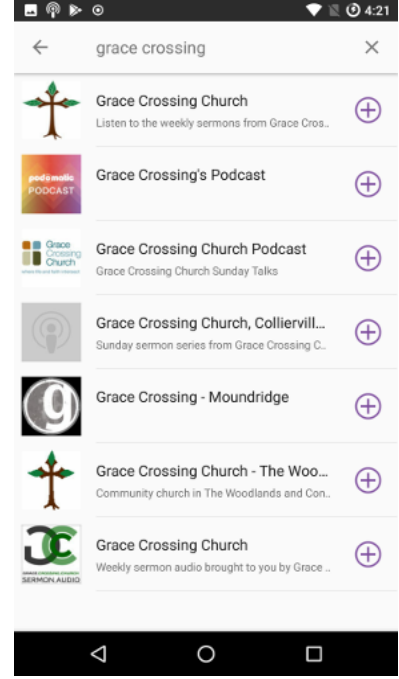 4:21
grace crossing
Grace Crossing Church
Listen to the weekly sermons from Grace Cros..
podomatic
PODCAST
Grace Crossing's Podcast
Grace
Crossing
Church
Grace Crossing Church Podcast
Grace Crossing Church Sunday Talks
Grace Crossing Church, Colliervill...
Sunday sermon series from Grace Crossing C..
g
Grace Crossing - Moundridge
Grace Crossing Church - The Woo...
Community church in The Woodlands and Con..
GRACE CROSSING CHURCH
SERMON.AUDIO
Grace Crossing Church
Weekly sermon audio brought to you by Grace ..